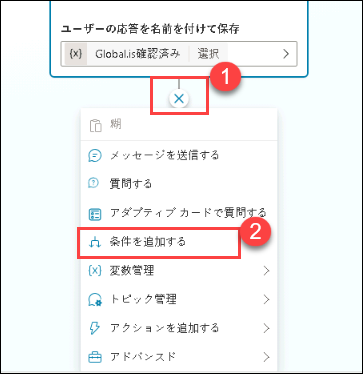 ユーザーの応答を名前を付けて保存
{x} Global.is確認済み 選択
1
糊
メッセージを送信する
質問する
アダプティブ カードで質問する
2
条件を追加する
{x} 変数管理
トピック管理
アクションを追加する
アドバンスド